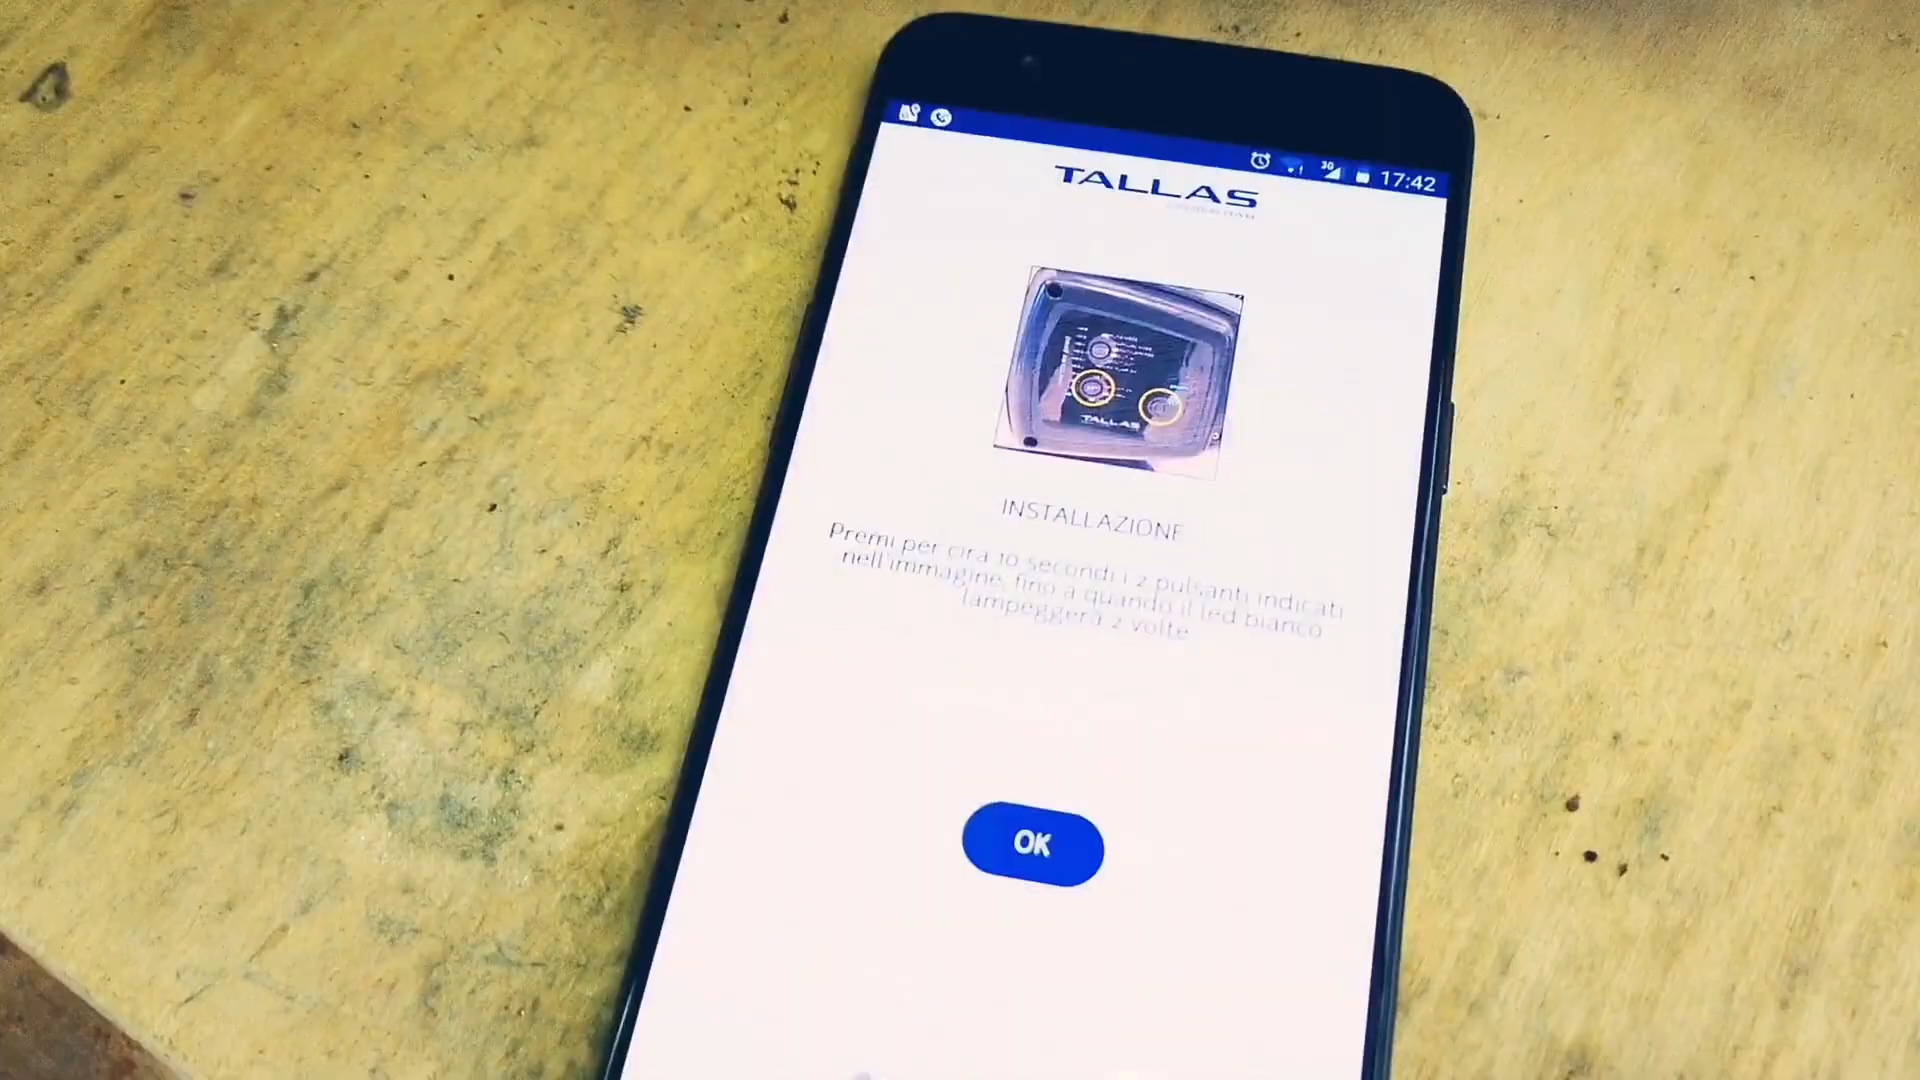 3G 17:42
TALLAS
TALLAS
INSTALLAZIONE
Premi per cira 10 secondi i 2 pulsanti indicati
nell'immagine, fino a quando il led bianco
lampeggerà 2 volte
OK